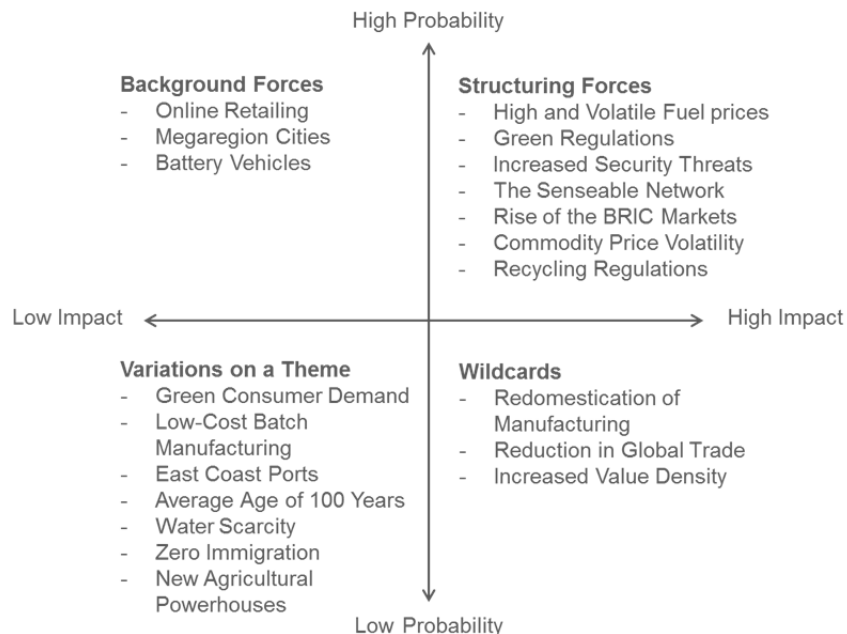 High Probability
Background Forces
- Online Retailing
- Megaregion Cities
- Battery Vehicles
Structuring Forces
- High and Volatile Fuel prices
- Green Regulations
- Increased Security Threats
- The Senseable Network
- Rise of the BRIC Markets
- Commodity Price Volatility
- Recycling Regulations
Low Impact
High Impact
Variations on a Theme
- Green Consumer Demand
- Low-Cost Batch
Manufacturing
- East Coast Ports
- Average Age of 100 Years
- Water Scarcity
- Zero Immigration
- New Agricultural
Powerhouses
Wildcards
- Redomestication of
Manufacturing
- Reduction in Global Trade
- Increased Value Density
Low Probability